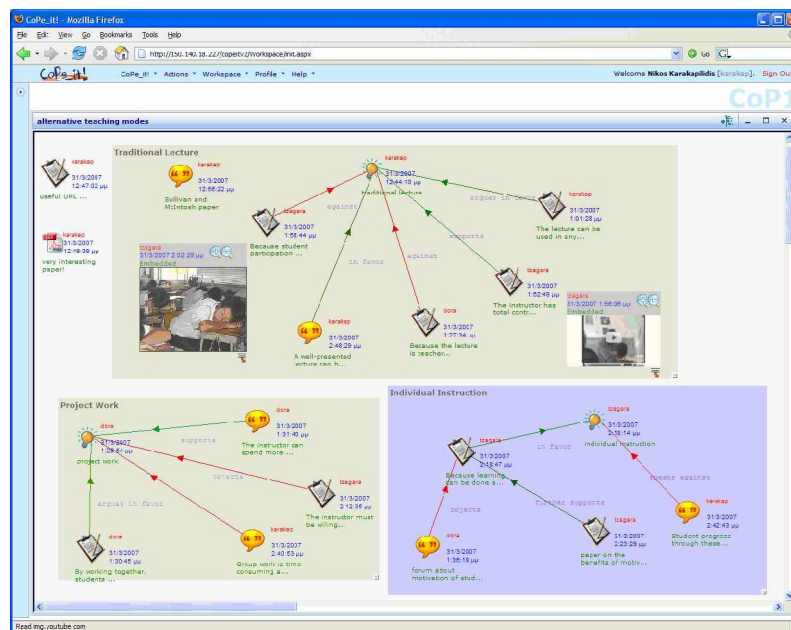 CoPe_it! - Mozilla Firefox
File Edit View Go Bookmarks Tools Help
http://150.140.18.227/copeitv2/Workspace/init.aspx
Go
CoPe_it!
CoPe_it! Actions Workspace Profile Help
Welcome Nikos Karakapilidis [karakap]. Sign Out
CoP1
alternative teaching modes
karakap
31/3/2007
12:47:02 μμ
useful URL ...
karakap
31/3/2007
12:49:39 μμ
very interesting
paper!
Traditional Lecture
karakap
31/3/2007
12:56:22 μμ
Sullivan and
McIntosh paper
karakap
31/3/2007
12:44:10 μμ
traditional lecture
tzagara
31/3/2007
1:58:44 μμ
Because student
participation ...
against
in favor
against
supports
argues in favor
karakap
31/3/2007
1:01:28 μμ
The lecture can be
used in any...
tzagara
31/3/2007
1:52:49 μμ
The instructor has
total contr...
tzagara
31/3/2007 2:02:29 μμ
Embedded
tzagara
31/3/2007 1:56:06 μμ
Embedded
karakap
31/3/2007
2:48:29 μμ
A well-presented
lecture can h...
dora
31/3/2007
1:27:34 μμ
Because the lecture
is teacher...
Project Work
dora
31/3/2007
project work
supports
dora
31/3/2007
1:31:40 μμ
The instructor can
spend more ...
objects
tzagara
31/3/2007
2:12:35 μμ
The instructor must
be willing...
argues in favor
dora
31/3/2007
1:30:46 μμ
By working together,
students ...
karakap
31/3/2007
2:40:53 μμ
Group work is time
consuming a...
Individual Instruction
tzagara
31/3/2007
2:18:14 μμ
individual instruction
in favor
tzagara
31/3/2007
2:18:47 μμ
Because learning
can be done a...
speaks against
objects
further supports
karakap
31/3/2007
2:42:43 μμ
Student progress
through these...
dora
31/3/2007
1:36:18 μμ
forum about
motivation of stud...
tzagara
31/3/2007
2:23:29 μμ
paper on the
benefits of motiv...
Read img.youtube.com